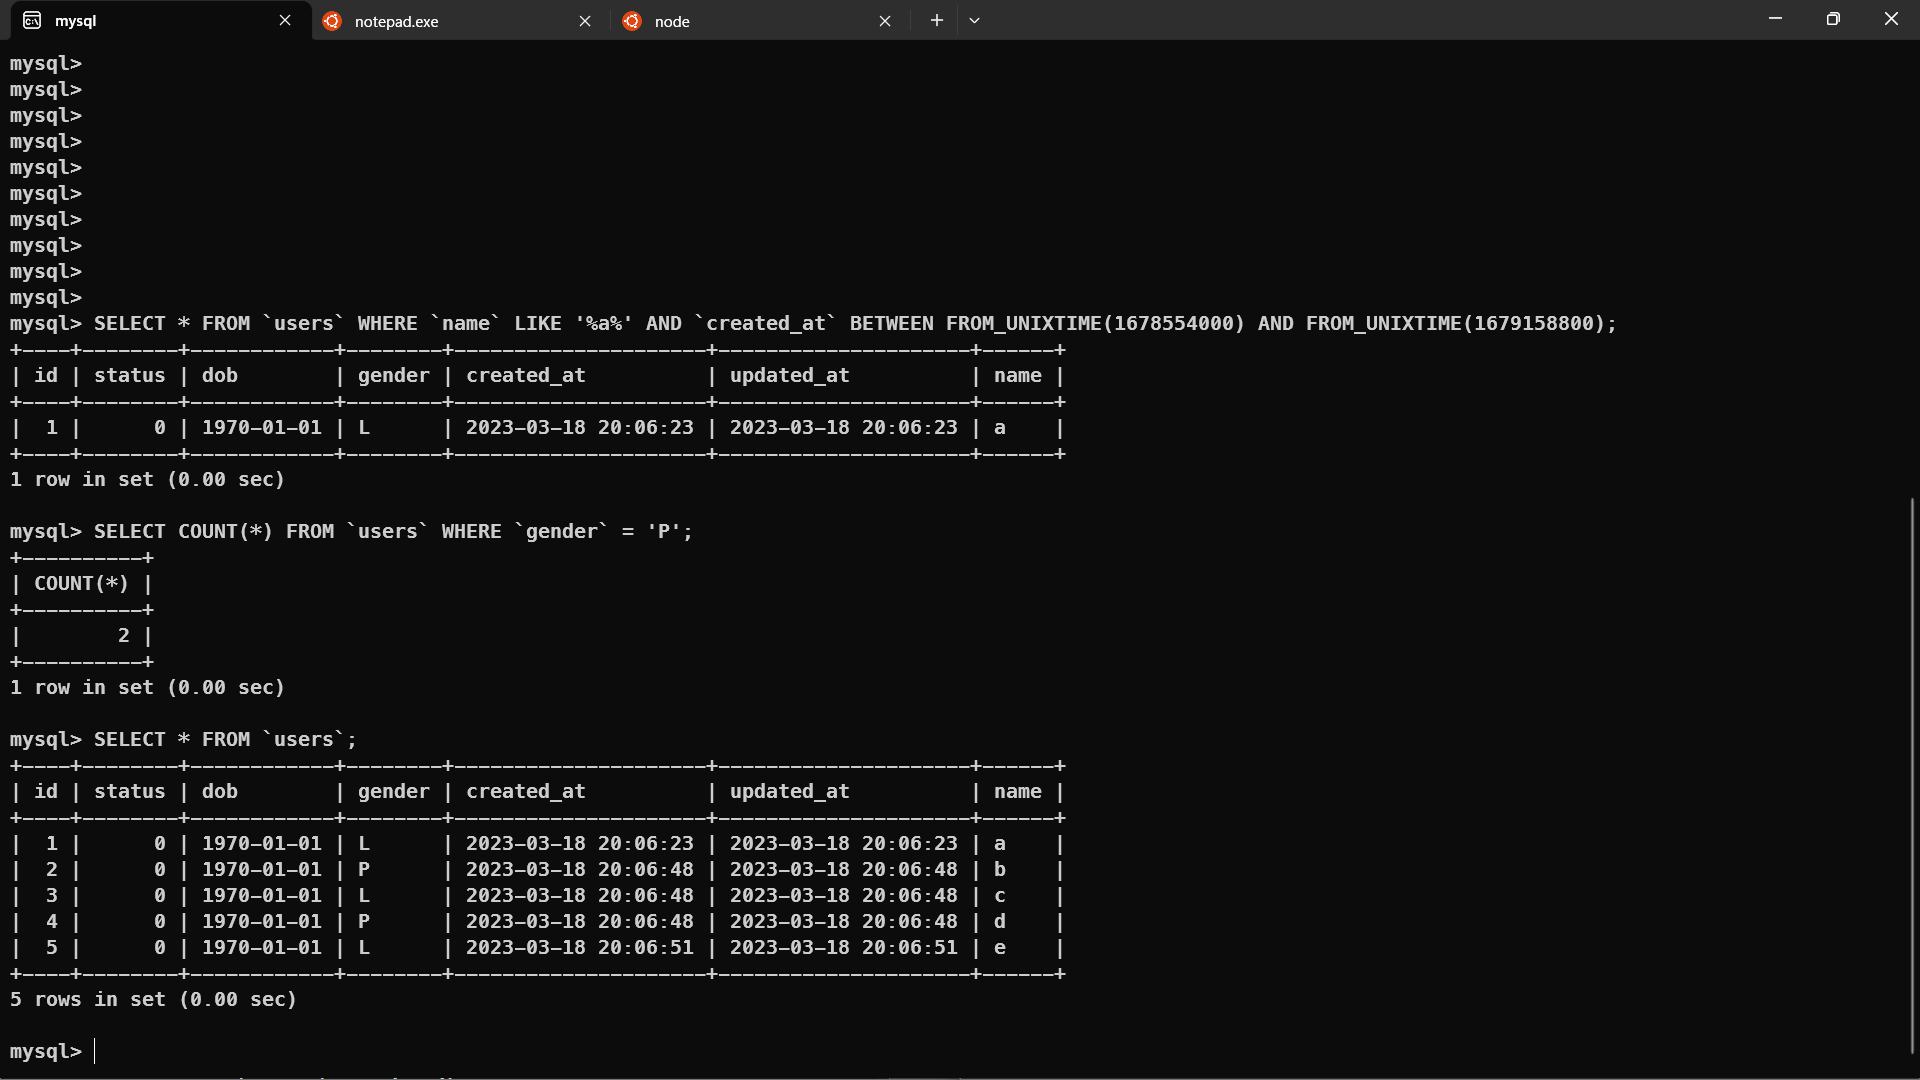 mysql
notepad.exe
node
mysql>
mysql>
mysql>
mysql>
mysql>
mysql>
mysql>
mysql>
mysql>
mysql>
mysql> SELECT * FROM `users` WHERE `name` LIKE '%a%' AND `created_at` BETWEEN FROM_UNIXTIME(1678554000) AND FROM_UNIXTIME(1679158800);
+----+--------+------------+--------+---------------------+---------------------+------+
| id | status | dob        | gender | created_at          | updated_at          | name |
+----+--------+------------+--------+---------------------+---------------------+------+
|  1 |      0 | 1970-01-01 | L      | 2023-03-18 20:06:23 | 2023-03-18 20:06:23 | a    |
+----+--------+------------+--------+---------------------+---------------------+------+
1 row in set (0.00 sec)

mysql> SELECT COUNT(*) FROM `users` WHERE `gender` = 'P';
+----------+
| COUNT(*) |
+----------+
|        2 |
+----------+
1 row in set (0.00 sec)

mysql> SELECT * FROM `users`;
+----+--------+------------+--------+---------------------+---------------------+------+
| id | status | dob        | gender | created_at          | updated_at          | name |
+----+--------+------------+--------+---------------------+---------------------+------+
|  1 |      0 | 1970-01-01 | L      | 2023-03-18 20:06:23 | 2023-03-18 20:06:23 | a    |
|  2 |      0 | 1970-01-01 | P      | 2023-03-18 20:06:48 | 2023-03-18 20:06:48 | b    |
|  3 |      0 | 1970-01-01 | L      | 2023-03-18 20:06:48 | 2023-03-18 20:06:48 | c    |
|  4 |      0 | 1970-01-01 | P      | 2023-03-18 20:06:48 | 2023-03-18 20:06:48 | d    |
|  5 |      0 | 1970-01-01 | L      | 2023-03-18 20:06:51 | 2023-03-18 20:06:51 | e    |
+----+--------+------------+--------+---------------------+---------------------+------+
5 rows in set (0.00 sec)

mysql>